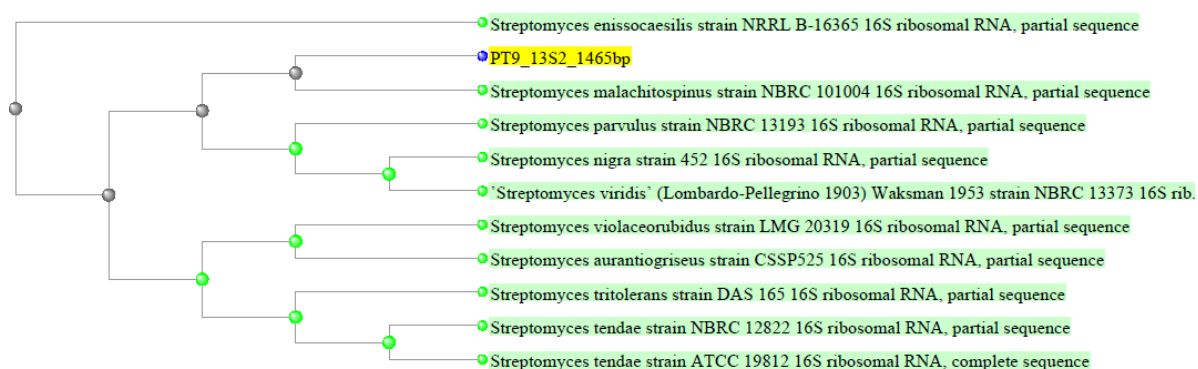 Streptomyces enissocaesilis strain NRRL B-16365 16S ribosomal RNA, partial sequence
PT9_13S2_1465bp
Streptomyces malachitospinus strain NBRC 101004 16S ribosomal RNA, partial sequence
Streptomyces parvulus strain NBRC 13193 16S ribosomal RNA, partial sequence
Streptomyces nigra strain 452 16S ribosomal RNA, partial sequence
'Streptomyces viridis' (Lombardo-Pellegrino 1903) Waksman 1953 strain NBRC 13373 16S rib.
Streptomyces violaceorubidus strain LMG 20319 16S ribosomal RNA, partial sequence
Streptomyces aurantiogriseus strain CSSP525 16S ribosomal RNA, partial sequence
Streptomyces tritolerans strain DAS 165 16S ribosomal RNA, partial sequence
Streptomyces tendae strain NBRC 12822 16S ribosomal RNA, partial sequence
Streptomyces tendae strain ATCC 19812 16S ribosomal RNA, complete sequence